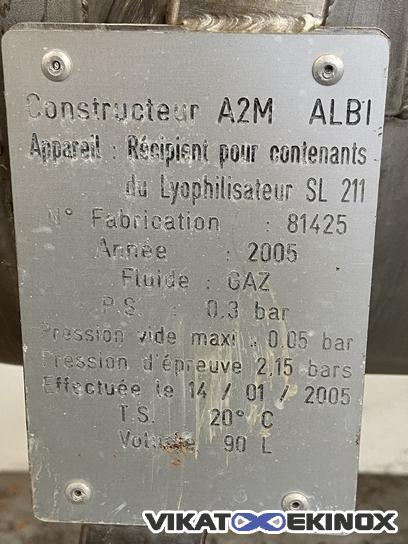 Constructeur A2M ALBI
Appareil : Récipient pour contenants
du Lyophilisateur SL 211
N° Fabrication : 81425
Année : 2005
Fluide : GAZ
P.S. : 0.3 bar
Pression vide maxi : 0.05 bar
Pression d'épreuve 2,15 bars
Effectuée le 14 / 01 / 2005
T.S. 20° C
Volume 90 L
VIKATEKINOX